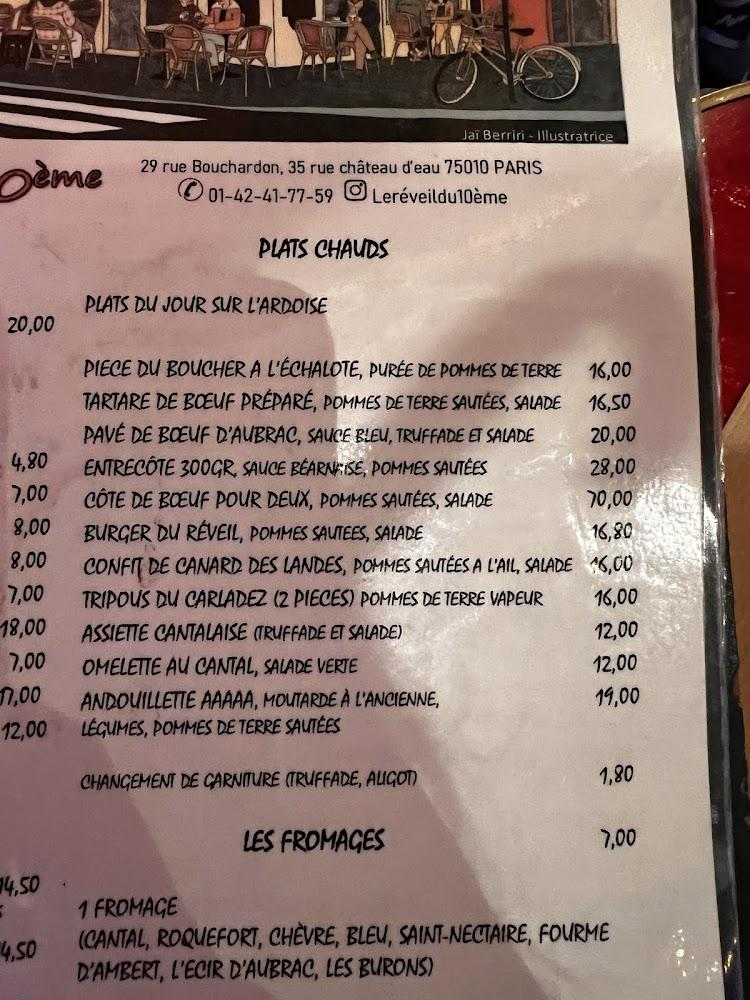 Jaï Berriri - Illustratrice
0ème
29 rue Bouchardon, 35 rue château d'eau 75010 PARIS
01-42-41-77-59 Leréveildu10ème
PLATS CHAUDS
PLATS DU JOUR SUR L'ARDOISE
20,00
PIECE DU BOUCHER A L'ÉCHALOTE, PURÉE DE POMMES DE TERRE 16,00
TARTARE DE BŒUF PRÉPARÉ, POMMES DE TERRE SAUTÉES, SALADE 16,50
PAVÉ DE BŒUF D'AUBRAC, SAUCE BLEU, TRUFFADE ET SALADE 20,00
4,80 ENTRECÔTE 300GR, SAUCE BÉARNAISE, POMMES SAUTÉES 28,00
7,00 CÔTE DE BŒUF POUR DEUX, POMMES SAUTÉES, SALADE 70,00
8,00 BURGER DU RÉVEIL, POMMES SAUTEES, SALADE 16,80
8,00 CONFIT DE CANARD DES LANDES, POMMES SAUTÉES A L'AIL, SALADE 16,00
7,00 TRIPOUS DU CARLADEZ (2 PIECES) POMMES DE TERRE VAPEUR 16,00
18,00 ASSIETTE CANTALAISE (TRUFFADE ET SALADE) 12,00
7,00 OMELETTE AU CANTAL, SALADE VERTE 12,00
17,00 ANDOUILLETTE AAAAA, MOUTARDE À L'ANCIENNE, 19,00
12,00 LÉGUMES, POMMES DE TERRE SAUTÉES
CHANGEMENT DE GARNITURE (TRUFFADE, ALIGOT) 1,80
LES FROMAGES 7,00
14,50
1 FROMAGE
4,50 (CANTAL, ROQUEFORT, CHÈVRE, BLEU, SAINT-NECTAIRE, FOURME
D'AMBERT, L'ECIR D'AUBRAC, LES BURONS)